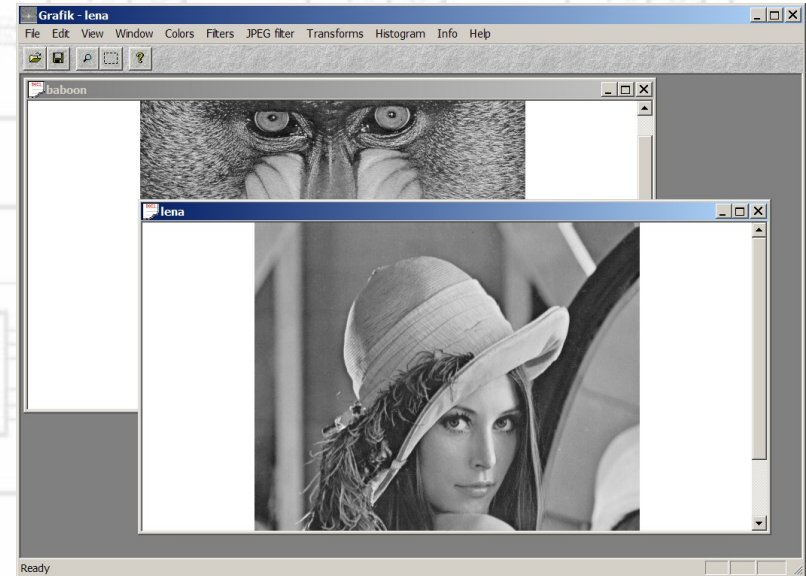 Grafik - lena
File Edit View Window Colors Filters JPEG filter Transforms Histogram Info Help
?
baboon
lena
Ready